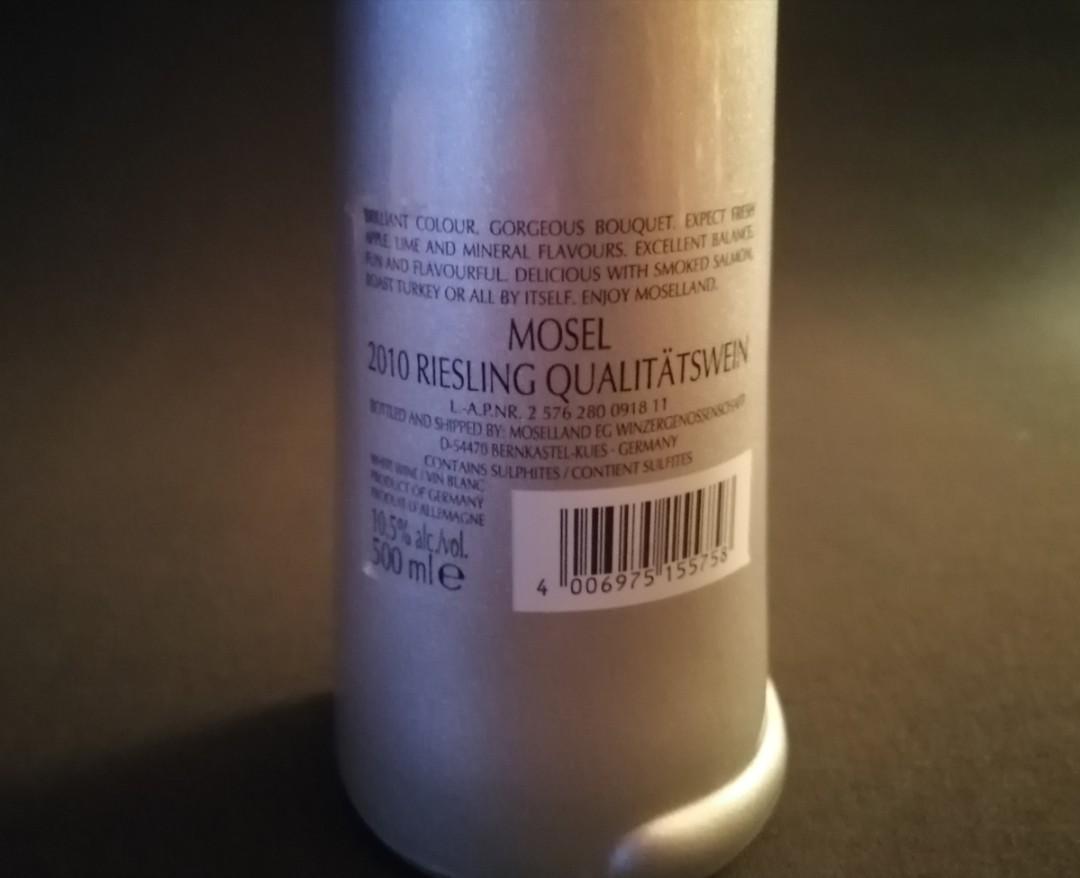 BRILLIANT COLOUR, GORGEOUS BOUQUET. EXPECT FRESH
APPLE, LIME AND MINERAL FLAVOURS. EXCELLENT BALANCE,
FUN AND FLAVOURFUL. DELICIOUS WITH SMOKED SALMON,
ROAST TURKEY OR ALL BY ITSELF. ENJOY MOSELLAND.
MOSEL
2010 RIESLING QUALITÄTSWEIN
L.-A.P.NR. 2 576 280 0918 11
BOTTLED AND SHIPPED BY: MOSELLAND EG WINZERGENOSSENSCHAFT
D-54470 BERNKASTEL-KUES - GERMANY
CONTAINS SULPHITES / CONTIENT SULFITES
WHITE WINE / VIN BLANC
PRODUCT OF GERMANY
PRODUIT D'ALLEMAGNE
10.5% alc./vol.
500 ml e
4 006975 155758